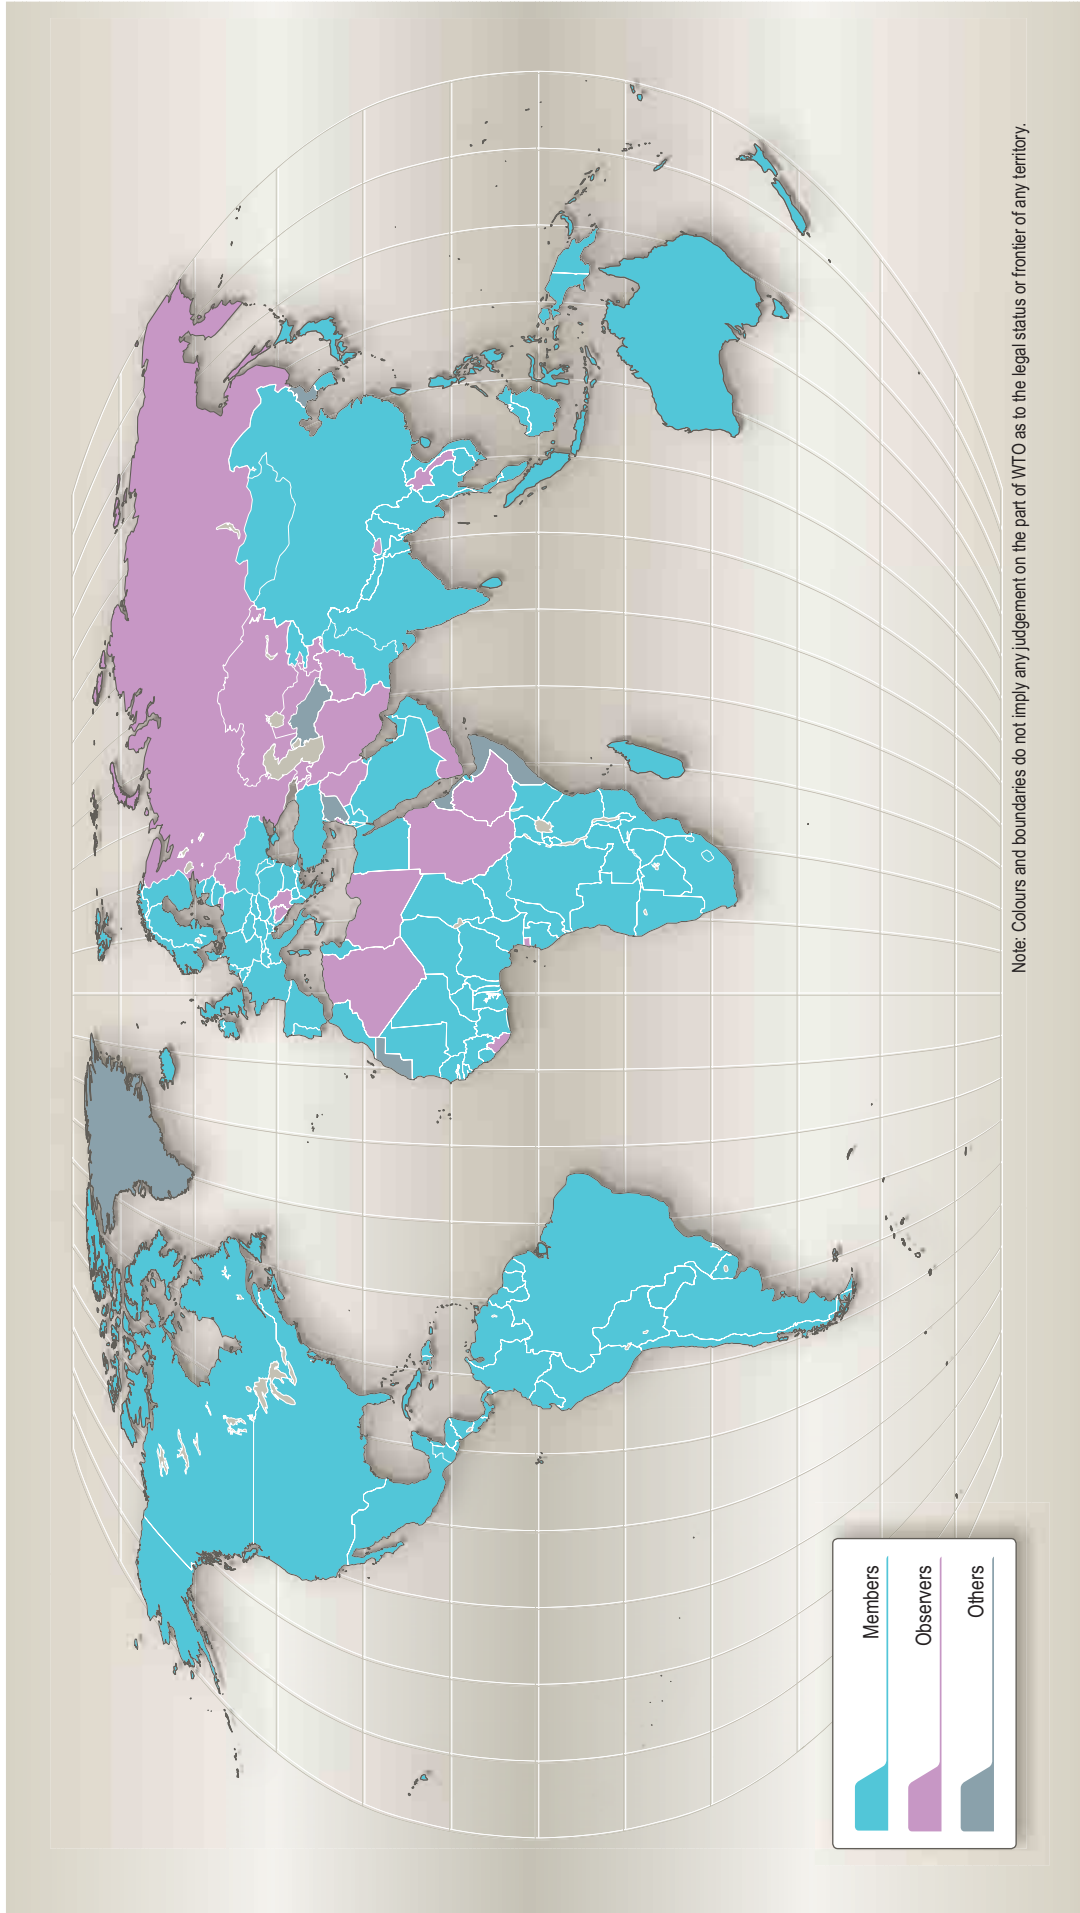 Members
Observers
Others
Note: Colours and boundaries do not imply any judgement on the part of WTO as to the legal status or frontier of any territory.